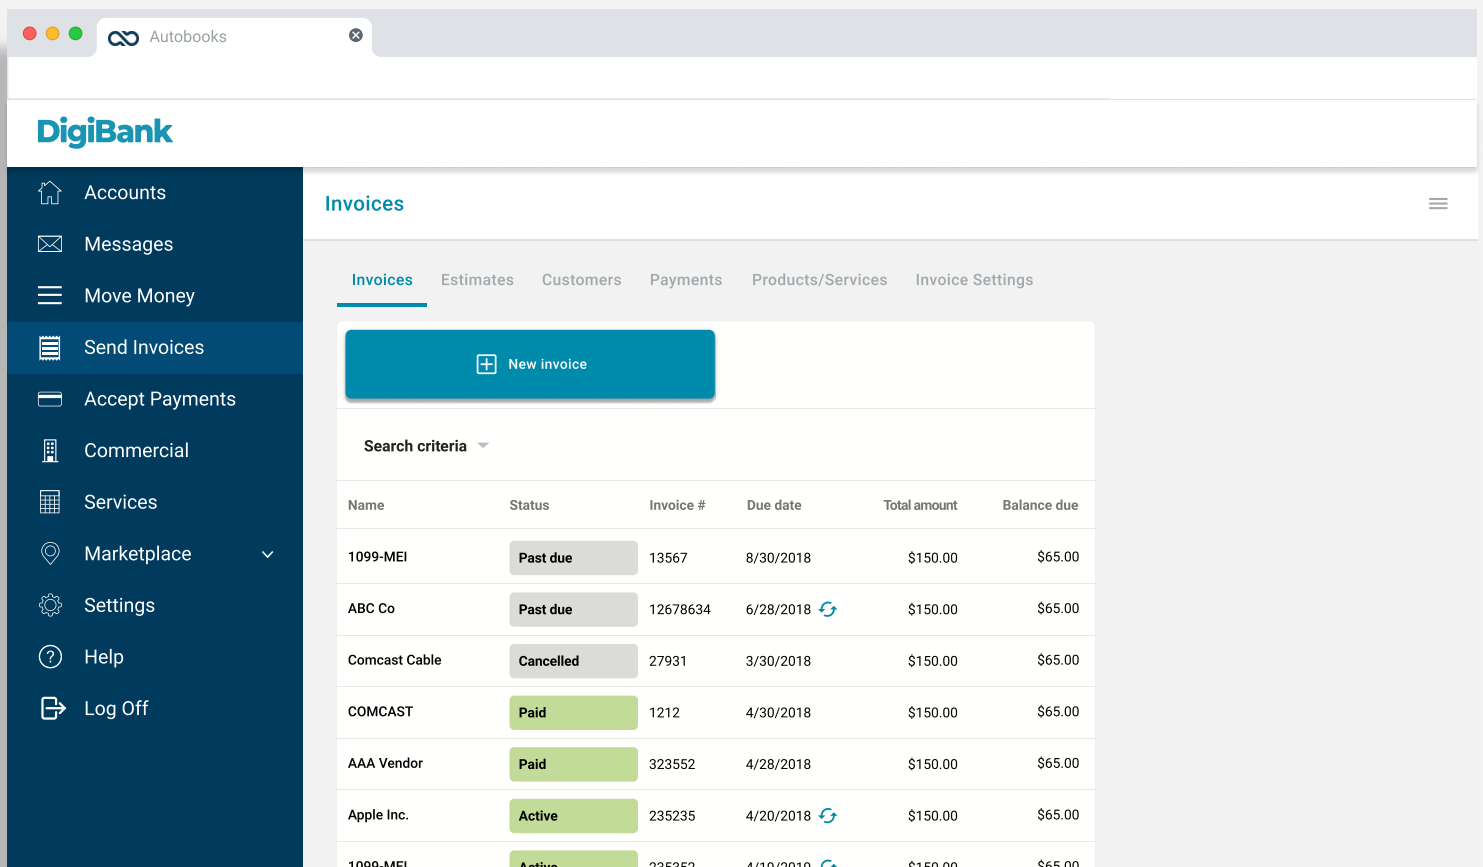 Autobooks
DigiBank
Accounts
Messages
Move Money
Send Invoices
Accept Payments
Commercial
Services
Marketplace
Settings
Help
Log Off
Invoices
Invoices Estimates Customers Payments Products/Services Invoice Settings
New invoice
Search criteria
Name Status Invoice # Due date Total amount Balance due
1099-MEI Past due 13567 8/30/2018 $150.00 $65.00
ABC Co Past due 12678634 6/28/2018 $150.00 $65.00
Comcast Cable Cancelled 27931 3/30/2018 $150.00 $65.00
COMCAST Paid 1212 4/30/2018 $150.00 $65.00
AAA Vendor Paid 323552 4/28/2018 $150.00 $65.00
Apple Inc. Active 235235 4/20/2018 $150.00 $65.00
1099-MEI Active $150.00 $65.00